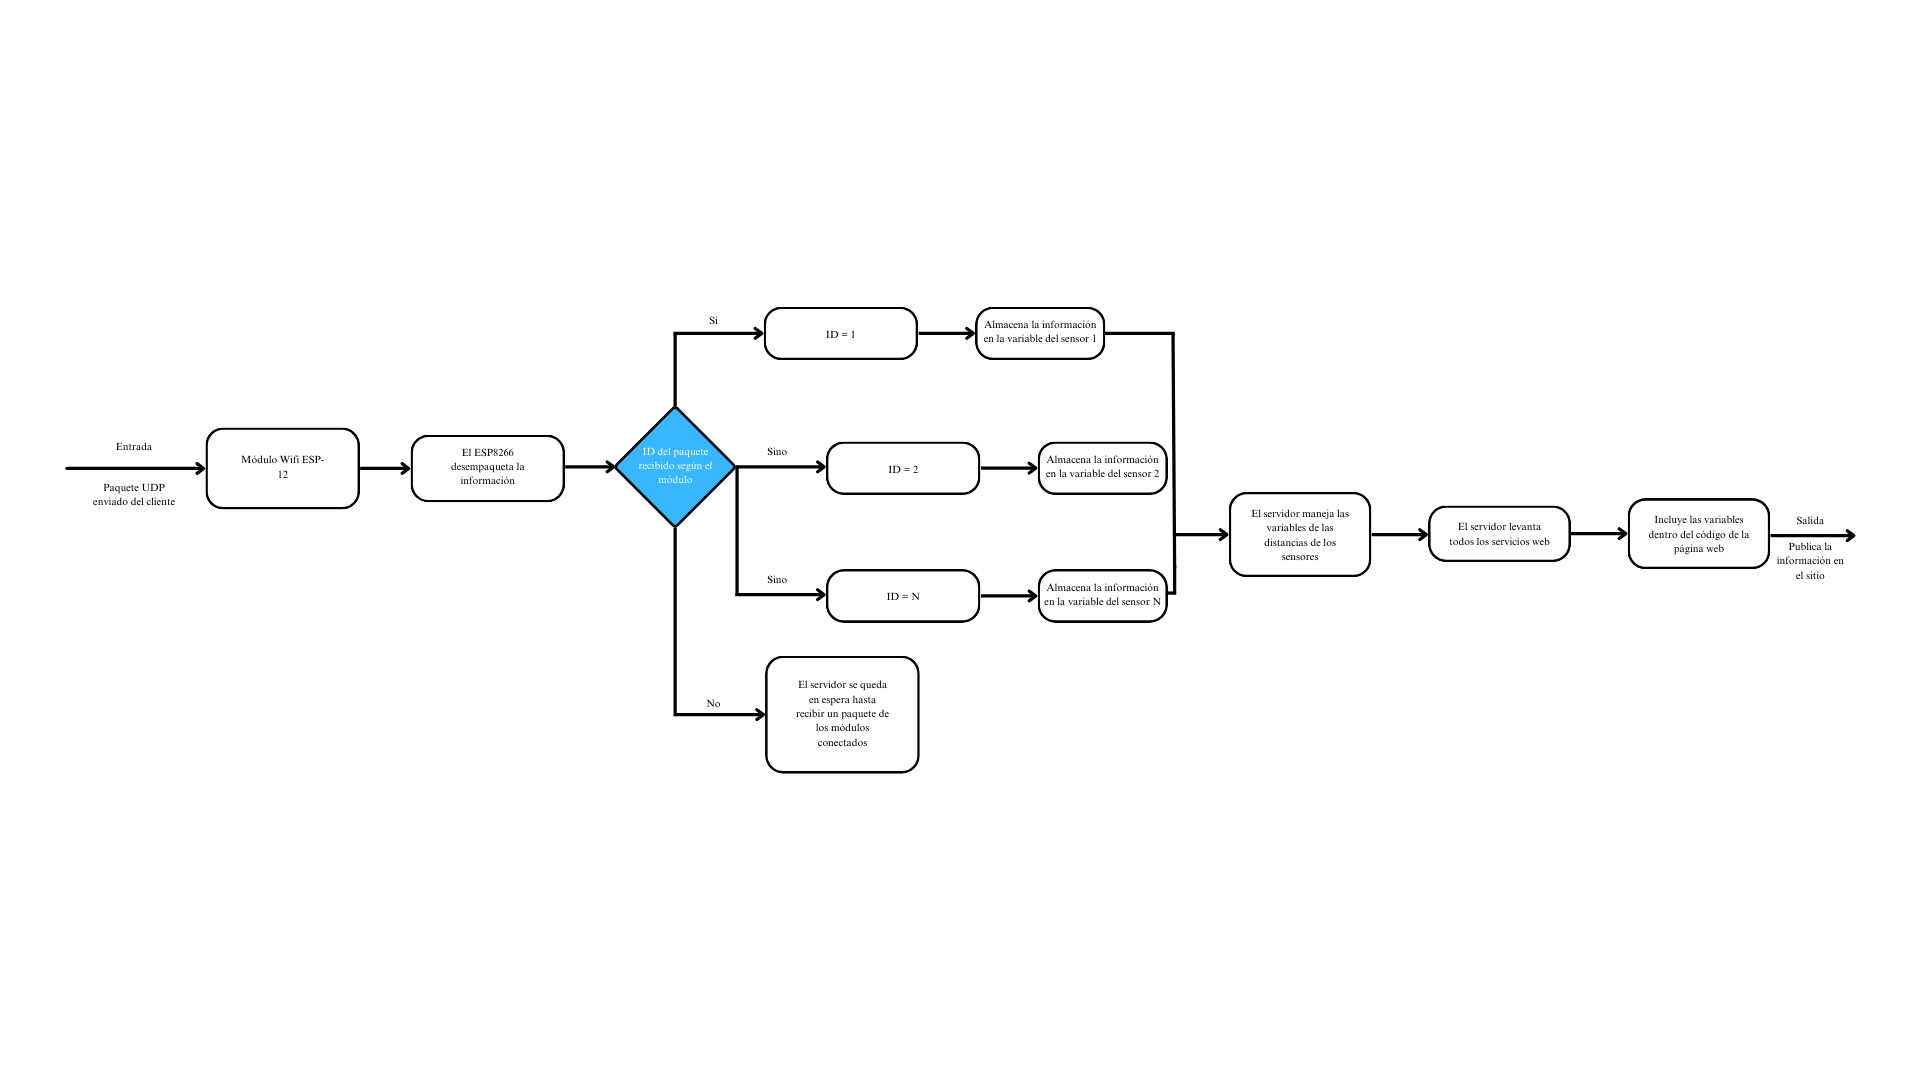 Entrada
Paquete UDP
enviado del cliente
Módulo Wifi ESP-
12
El ESP8266
desempaqueta la
información
ID del paquete
recibido según el
módulo
Si
ID = 1
Almacena la información
en la variable del sensor 1
Sino
ID = 2
Almacena la información
en la variable del sensor 2
Sino
ID = N
Almacena la información
en la variable del sensor N
No
El servidor se queda
en espera hasta
recibir un paquete de
los módulos
conectados
El servidor maneja las
variables de las
distancias de los
sensores
El servidor levanta
todos los servicios web
Incluye las variables
dentro del código de la
página web
Salida
Publica la
información en
el sitio